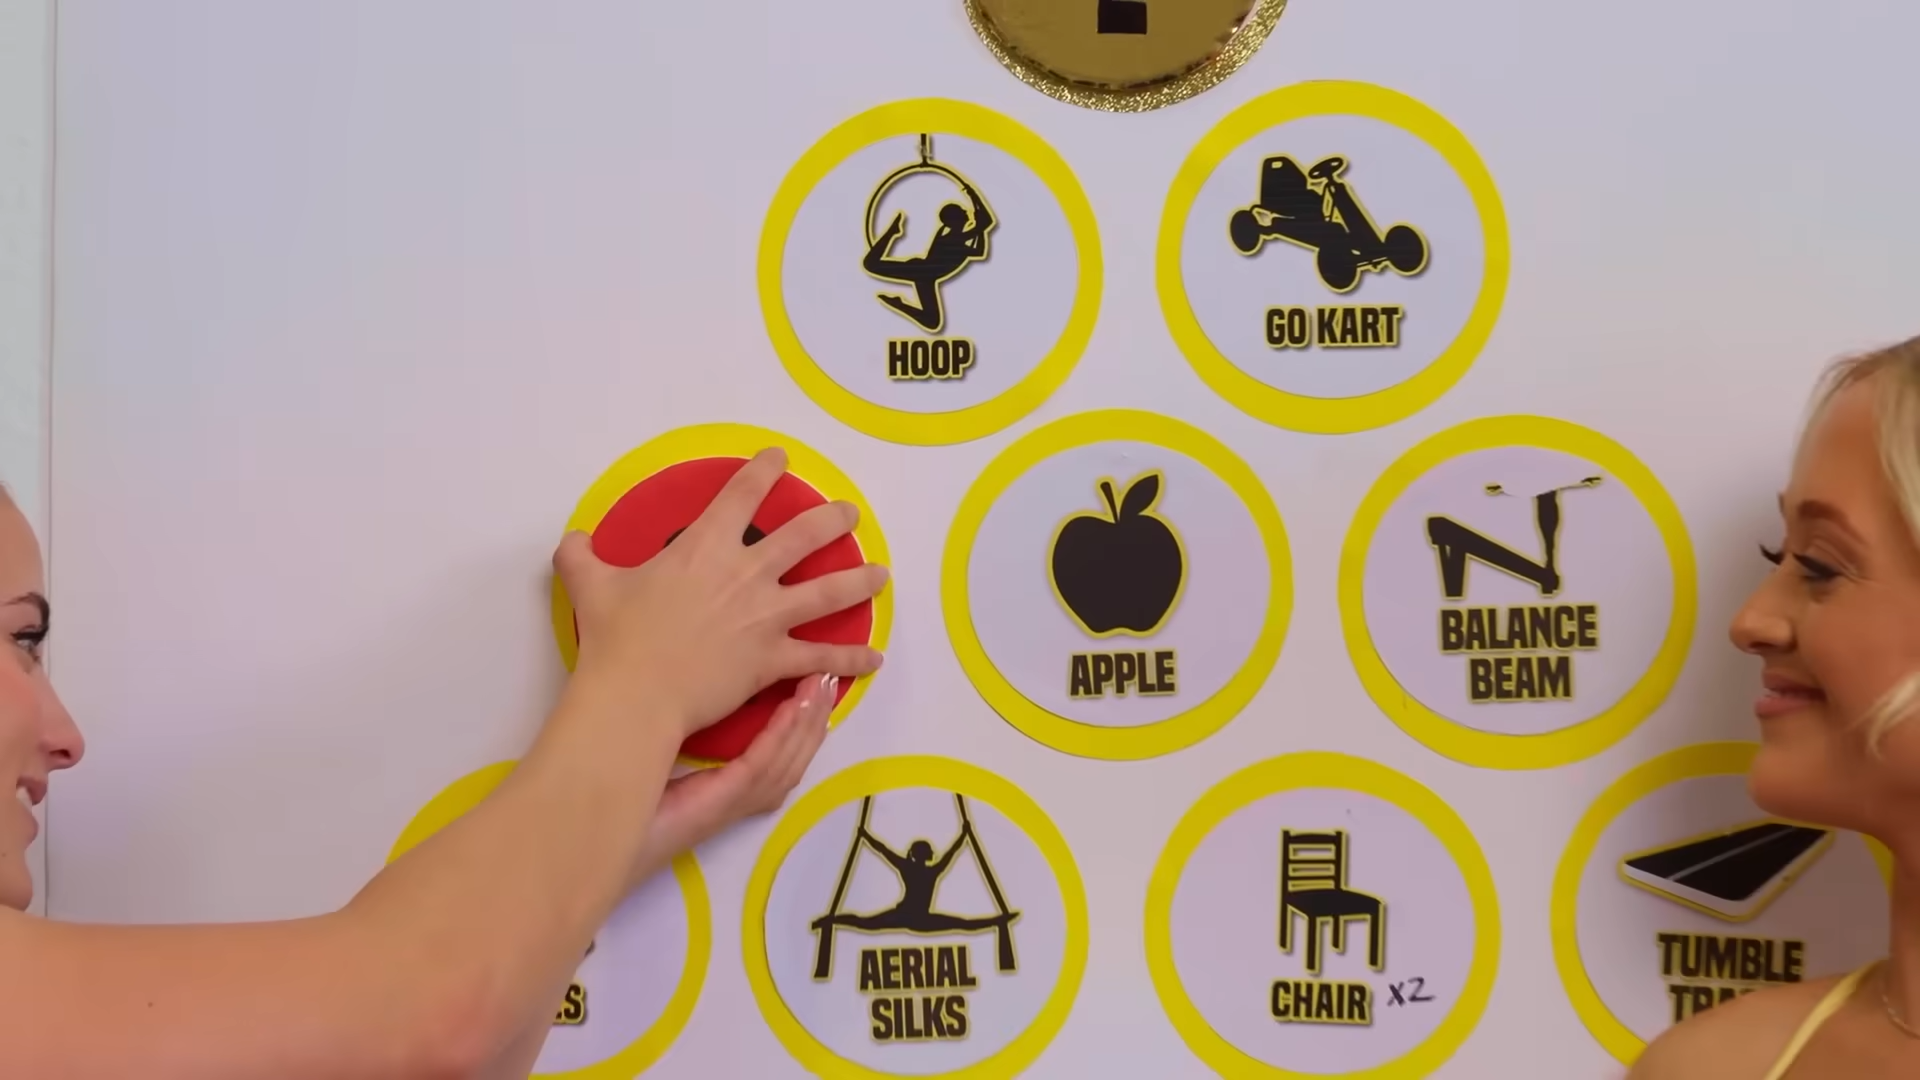 HOOP
GO KART
APPLE
BALANCE
BEAM
AERIAL
SILKS
CHAIR x2
TUMBLE